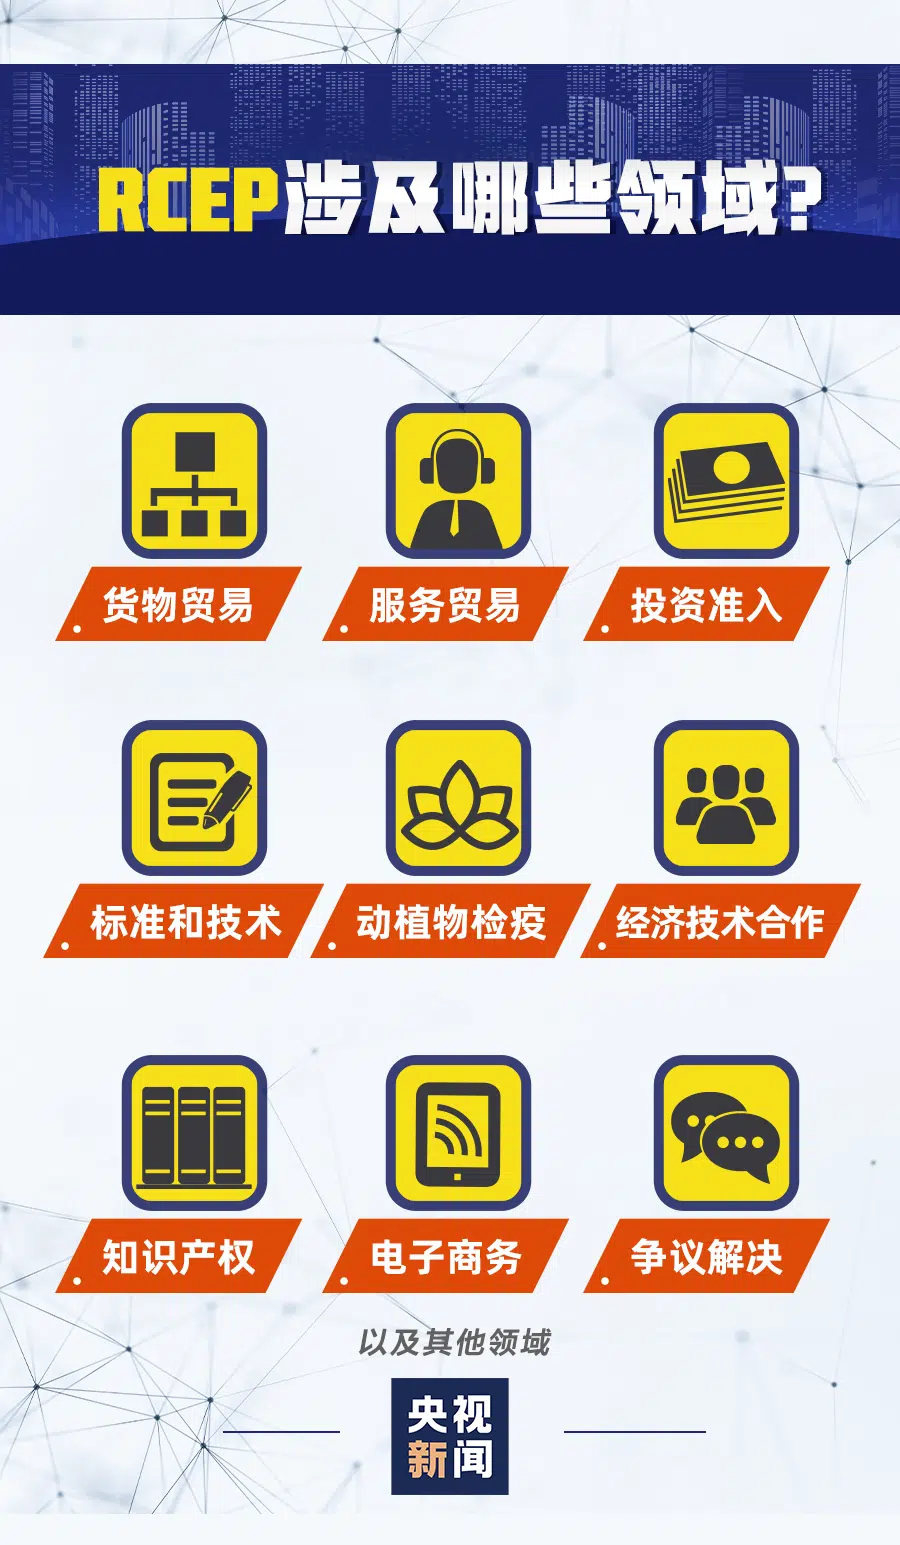 RCEP涉及哪些领域?
货物贸易
服务贸易
投资准入
标准和技术
动植物检疫
经济技术合作
知识产权
电子商务
争议解决
以及其他领域
央视
新闻